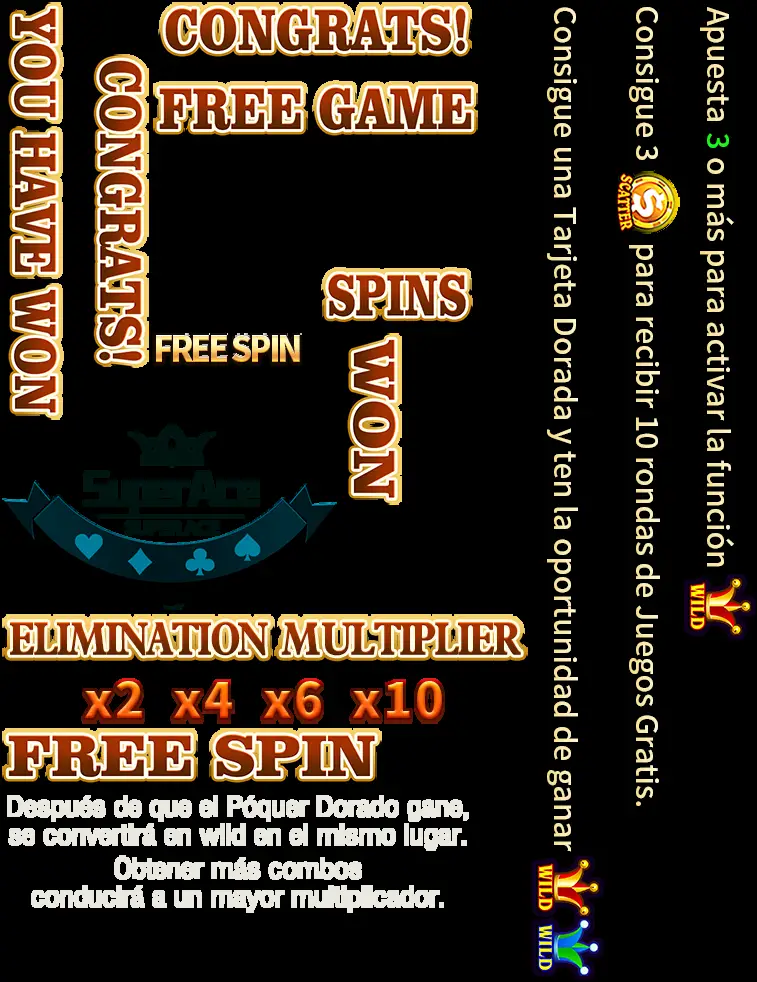 CONGRATS!
FREE GAME
YOU HAVE WON
CONGRATS!
SPINS
FREE SPIN
WON
SuperAce
SUPER ACE
ELIMINATION MULTIPLIER
x2 x4 x6 x10
FREE SPIN
Después de que el Póquer Dorado gane,
se convertirá en wild en el mismo lugar.
Obtener más combos
conducirá a un mayor multiplicador.
Apuesta 3 o más para activar la función WILD
Consigue 3 SCATTER para recibir 10 rondas de Juegos Gratis.
Consigue una Tarjeta Dorada y ten la oportunidad de ganar WILD WILD